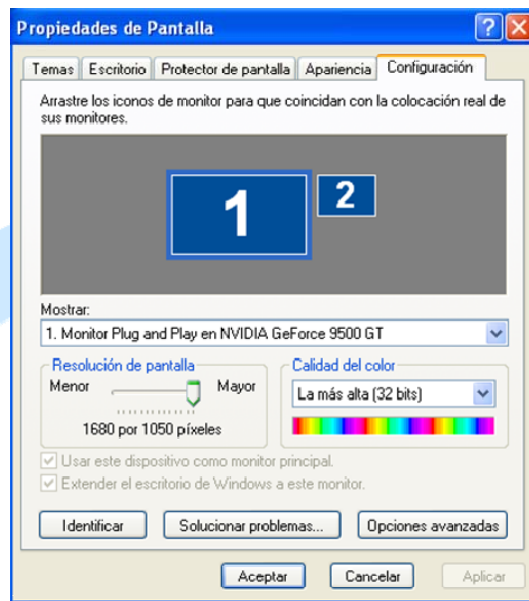 Propiedades de Pantalla
Temas Escritorio Protector de pantalla Apariencia Configuración
Arrastre los iconos de monitor para que coincidan con la colocación real de
sus monitores.
1 2
Mostrar:
1. Monitor Plug and Play en NVIDIA GeForce 9500 GT
Resolución de pantalla
Menor Mayor
1680 por 1050 píxeles
Calidad del color
La más alta (32 bits)
Usar este dispositivo como monitor principal.
Extender el escritorio de Windows a este monitor.
Identificar Solucionar problemas... Opciones avanzadas
Aceptar Cancelar Aplicar